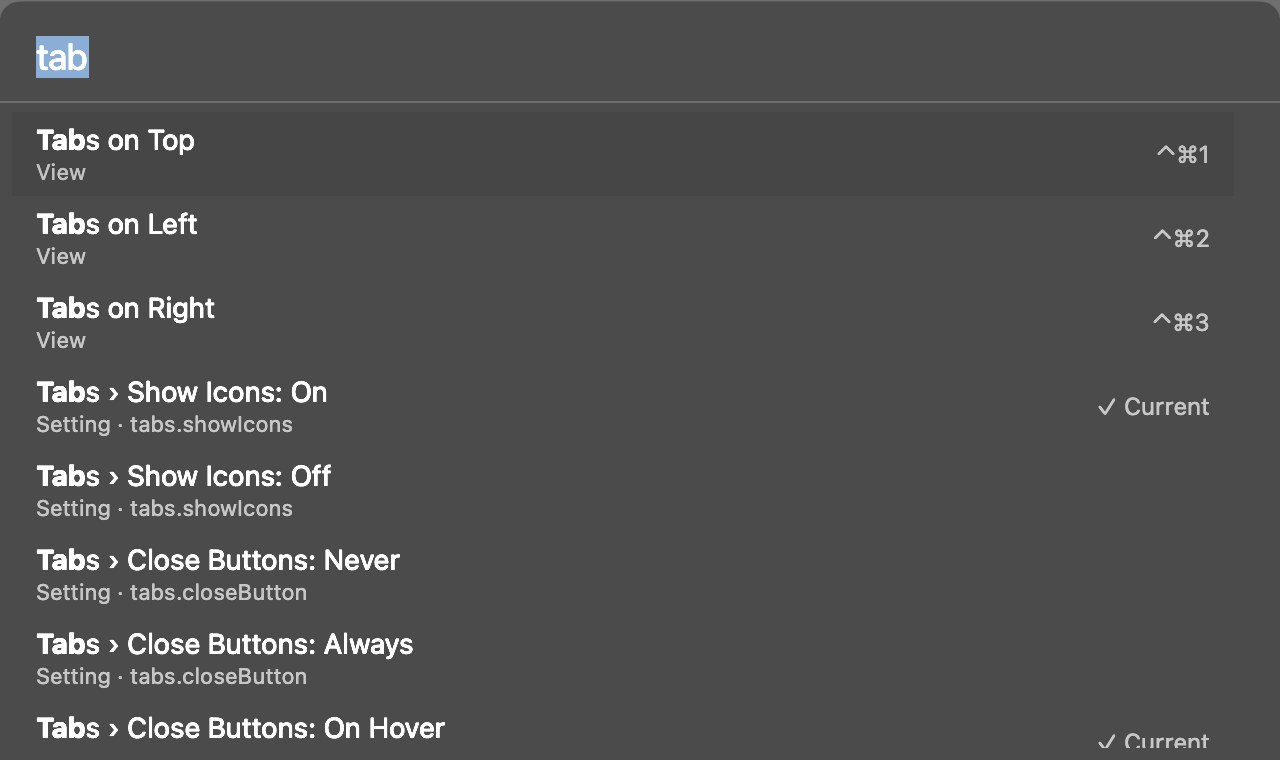 tab
Tabs on Top
View
^⌘1
Tabs on Left
View
^⌘2
Tabs on Right
View
^⌘3
Tabs › Show Icons: On
Setting · tabs.showIcons
✓ Current
Tabs › Show Icons: Off
Setting · tabs.showIcons
Tabs › Close Buttons: Never
Setting · tabs.closeButton
Tabs › Close Buttons: Always
Setting · tabs.closeButton
Tabs › Close Buttons: On Hover
✓ Current